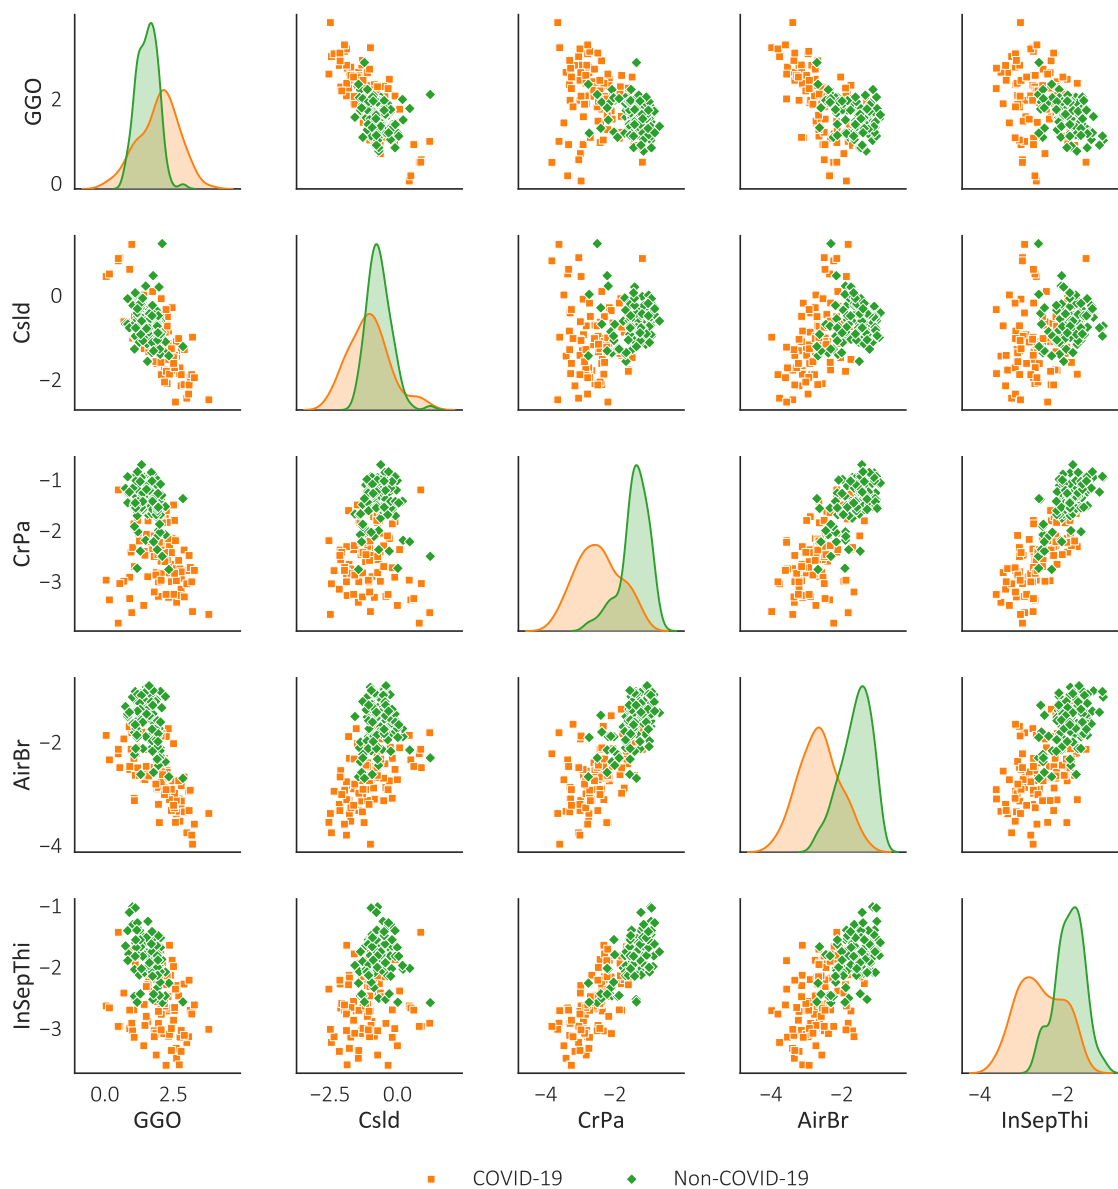 GGO
2
0
Csld
0
−2
CrPa
−1
−2
−3
AirBr
−2
−4
InSepThi
−1
−2
−3
0.0 2.5 −2.5 0.0 −4 −2 −4 −2 −4 −2
GGO Csld CrPa AirBr InSepThi
COVID-19 Non-COVID-19